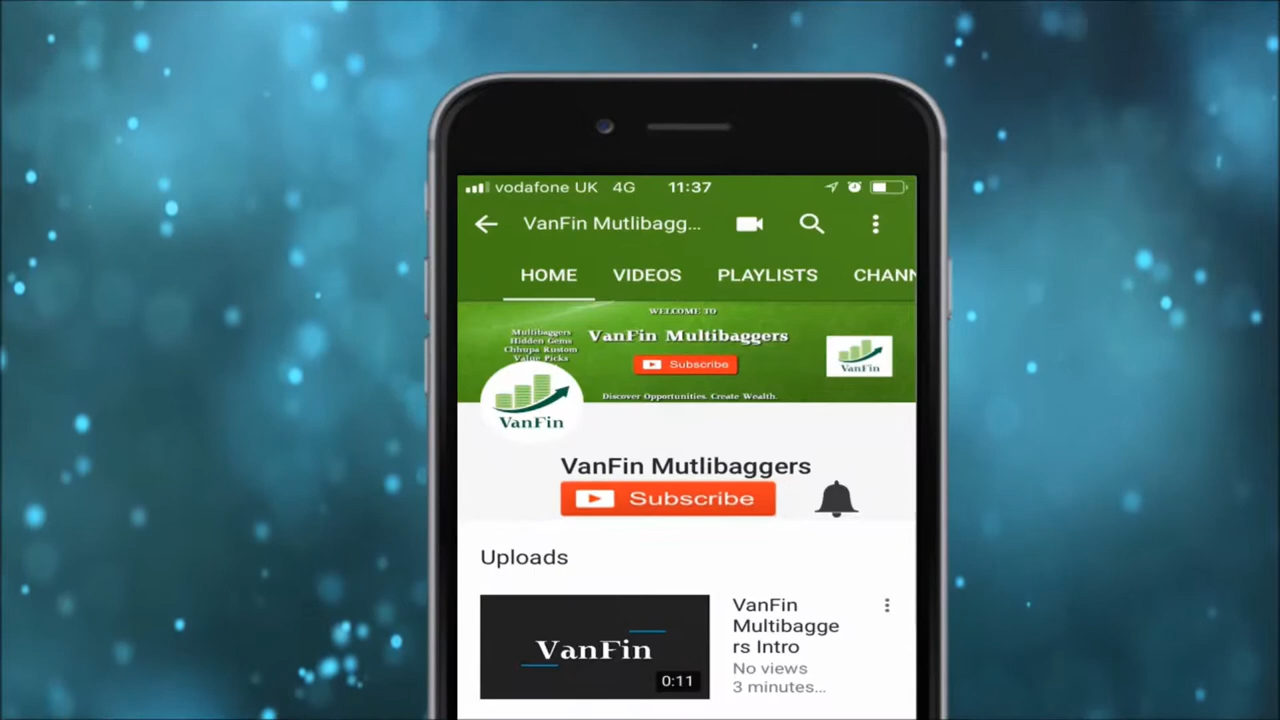 vodafone UK 4G 11:37
VanFin Mutlibagg...
HOME VIDEOS PLAYLISTS CHANN
WELCOME TO
VanFin Multibaggers
Subscribe
Multibaggers
Hidden Gems
Chhupa Rustom
Value Picks
VanFin
Discover Opportunities. Create Wealth.
VanFin
VanFin Mutlibaggers
Subscribe
Uploads
VanFin
0:11
VanFin
Multibagge
rs Intro
No views
3 minutes...